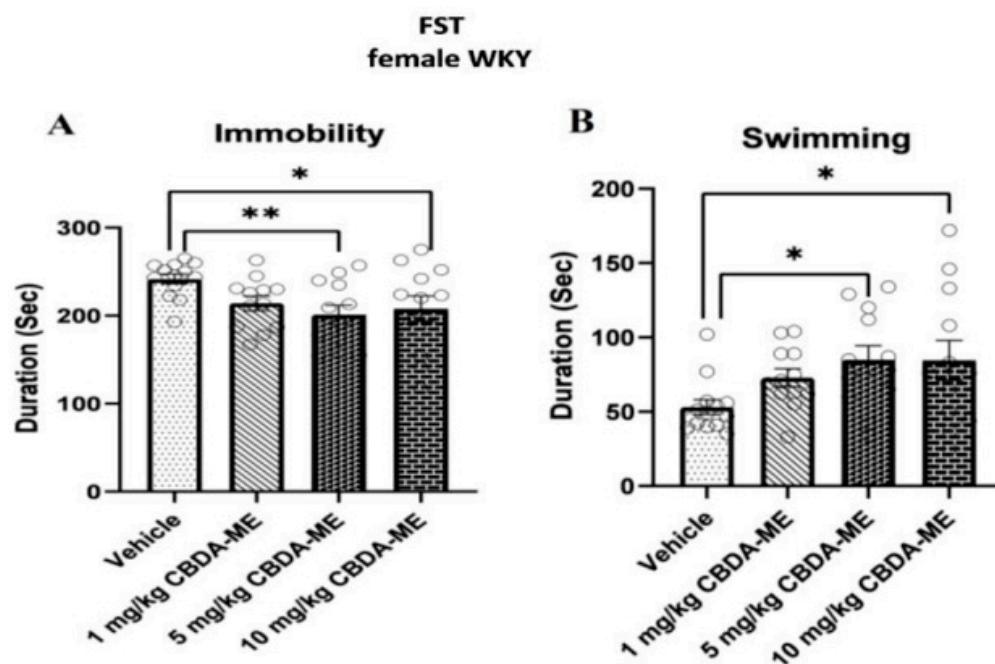 FST
female WKY
A
Immobility
*
**
300
200
100
0
Duration (Sec)
Vehicle
1 mg/kg CBDA-ME
5 mg/kg CBDA-ME
10 mg/kg CBDA-ME
B
Swimming
*
*
200
150
100
50
0
Duration (Sec)
Vehicle
1 mg/kg CBDA-ME
5 mg/kg CBDA-ME
10 mg/kg CBDA-ME